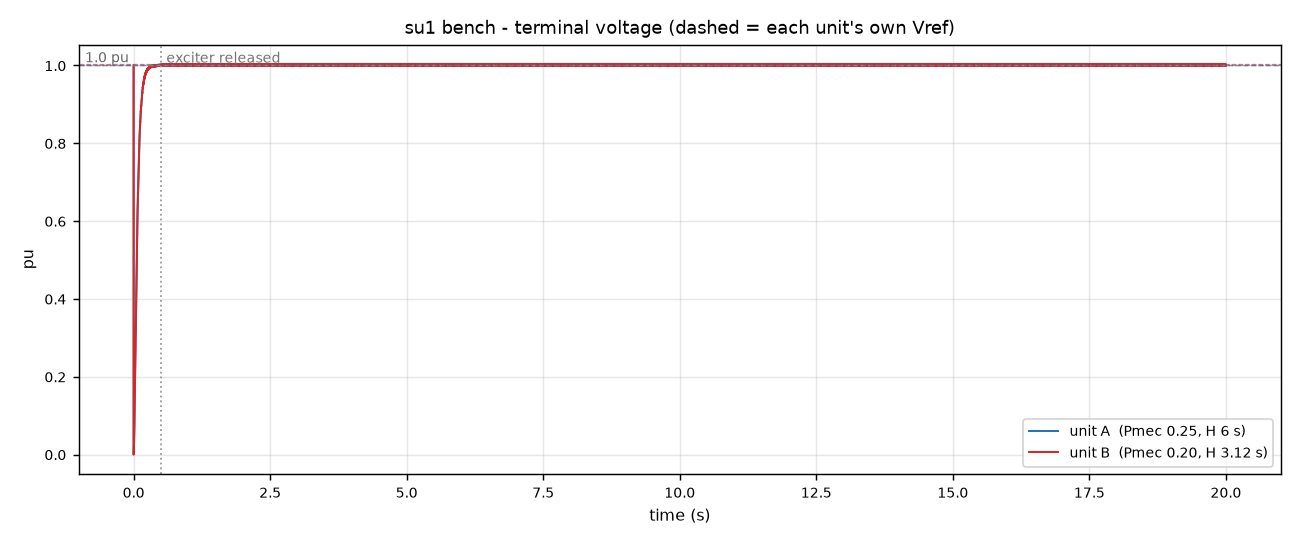 su1 bench - terminal voltage (dashed = each unit's own Vref)
1.0 pu
exciter released
1.0
0.8
0.6
0.4
0.2
0.0
pu
unit A (Pmec 0.25, H 6 s)
unit B (Pmec 0.20, H 3.12 s)
0.0 2.5 5.0 7.5 10.0 12.5 15.0 17.5 20.0
time (s)